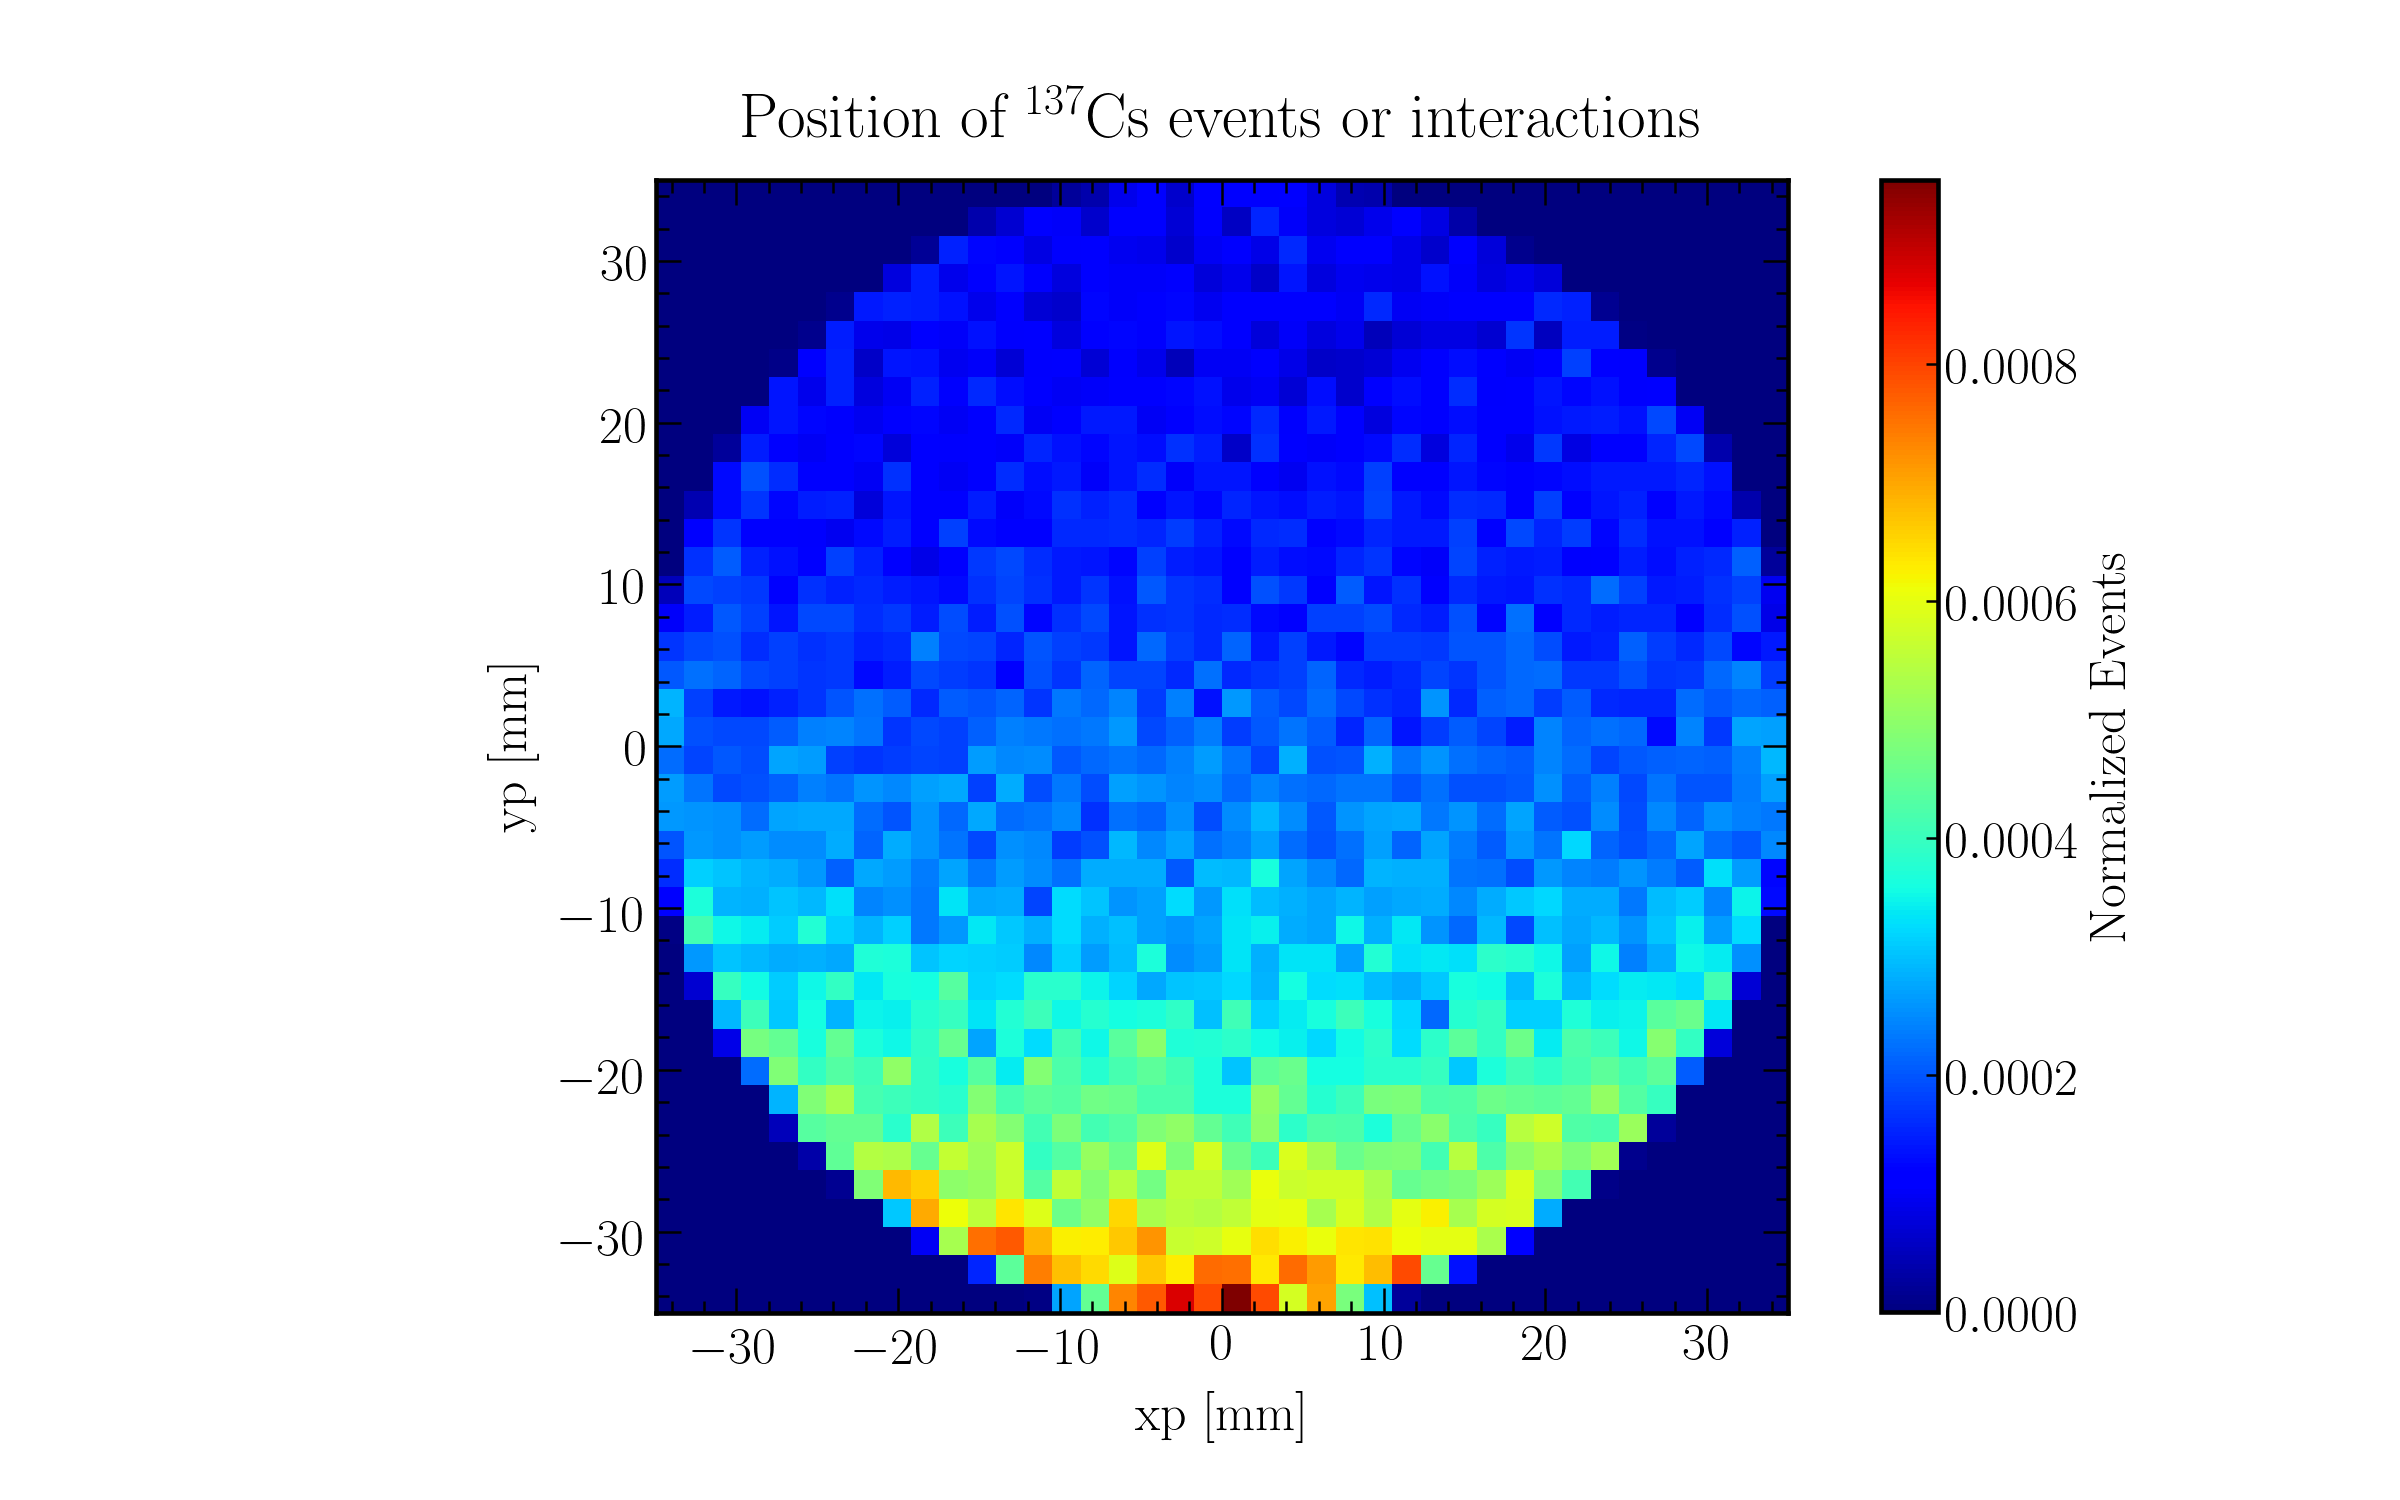 Position of ¹³⁷Cs events or interactions
30
20
10
0
−10
−20
−30
yp [mm]
−30 −20 −10 0 10 20 30
xp [mm]
0.0008
0.0006
0.0004
0.0002
0.0000
Normalized Events